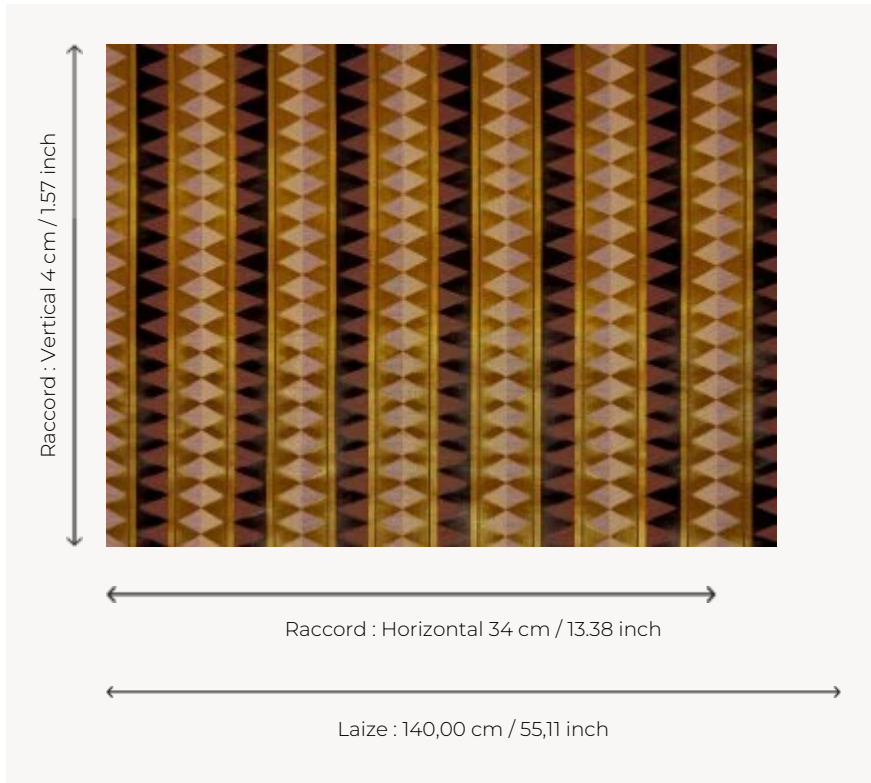 Raccord : Vertical 4 cm / 1.57 inch
Raccord : Horizontal 34 cm / 13.38 inch
Laize : 140,00 cm / 55,11 inch